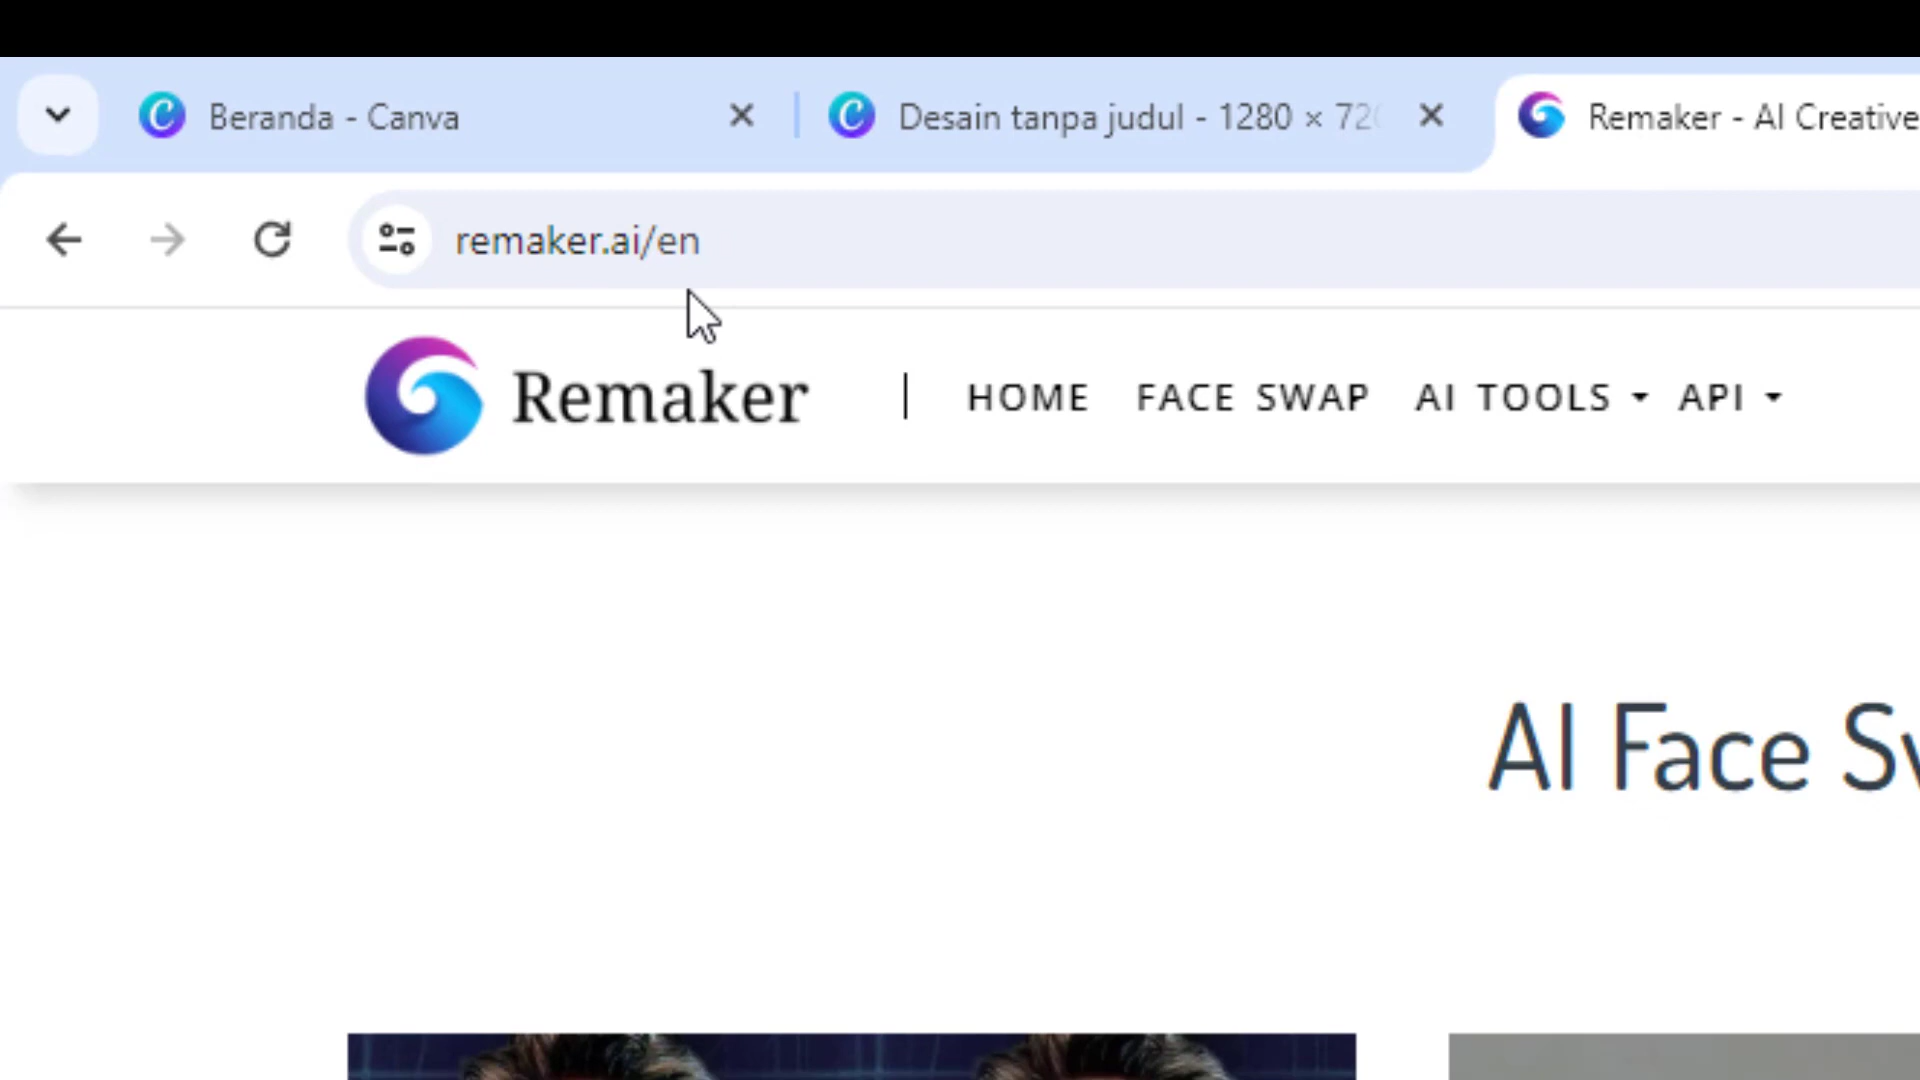 Beranda - Canva
Desain tanpa judul - 1280 × 720
Remaker - AI Creative
remaker.ai/en
Remaker
HOME FACE SWAP AI TOOLS API
AI Face